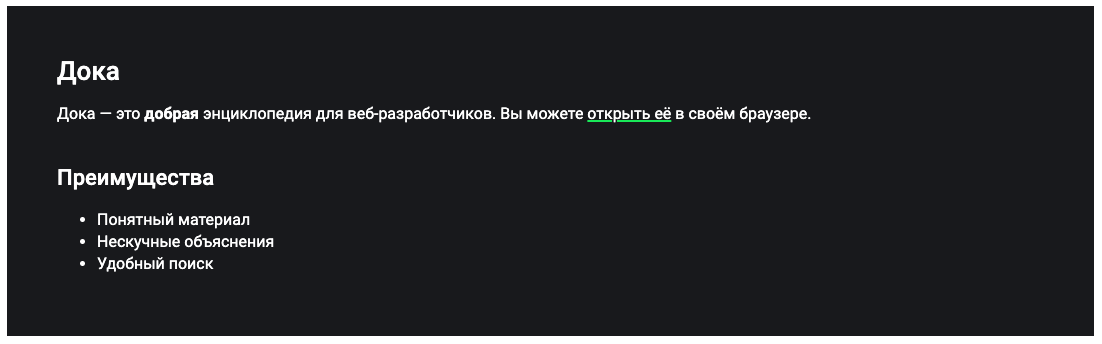 Дока
Дока — это добрая энциклопедия для веб-разработчиков. Вы можете открыть её в своём браузере.
Преимущества
• Понятный материал
• Нескучные объяснения
• Удобный поиск